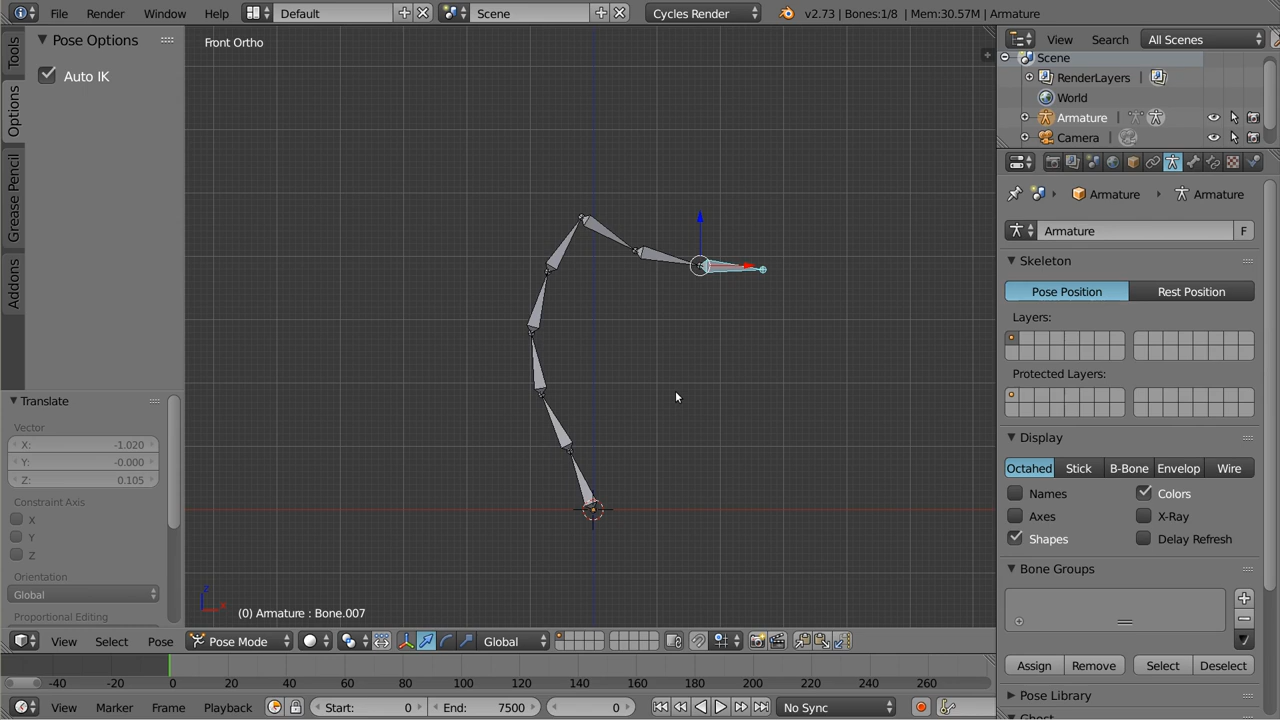 File Render Window Help Default Scene Cycles Render v2.73 | Bones:1/8 | Mem:30.57M | Armature
Tools
Options
Grease Pencil
Addons
Pose Options
Auto IK
Translate
Vector
X: -1.020
Y: -0.000
Z: 0.105
Constraint Axis
X
Y
Z
Orientation
Global
Proportional Editing
Front Ortho
z
x
(0) Armature : Bone.007
View Select Pose Pose Mode Global
View Search All Scenes
Scene
RenderLayers
World
Armature
Camera
Armature Armature
Armature F
Skeleton
Pose Position Rest Position
Layers:
Protected Layers:
Display
Octahed Stick B-Bone Envelop Wire
Names Colors
Axes X-Ray
Shapes Delay Refresh
Bone Groups
Assign Remove Select Deselect
Pose Library
Ghost
-40 -20 0 20 40 60 80 100 120 140 160 180 200 220 240 260
View Marker Frame Playback Start: 0 End: 7500 0 No Sync